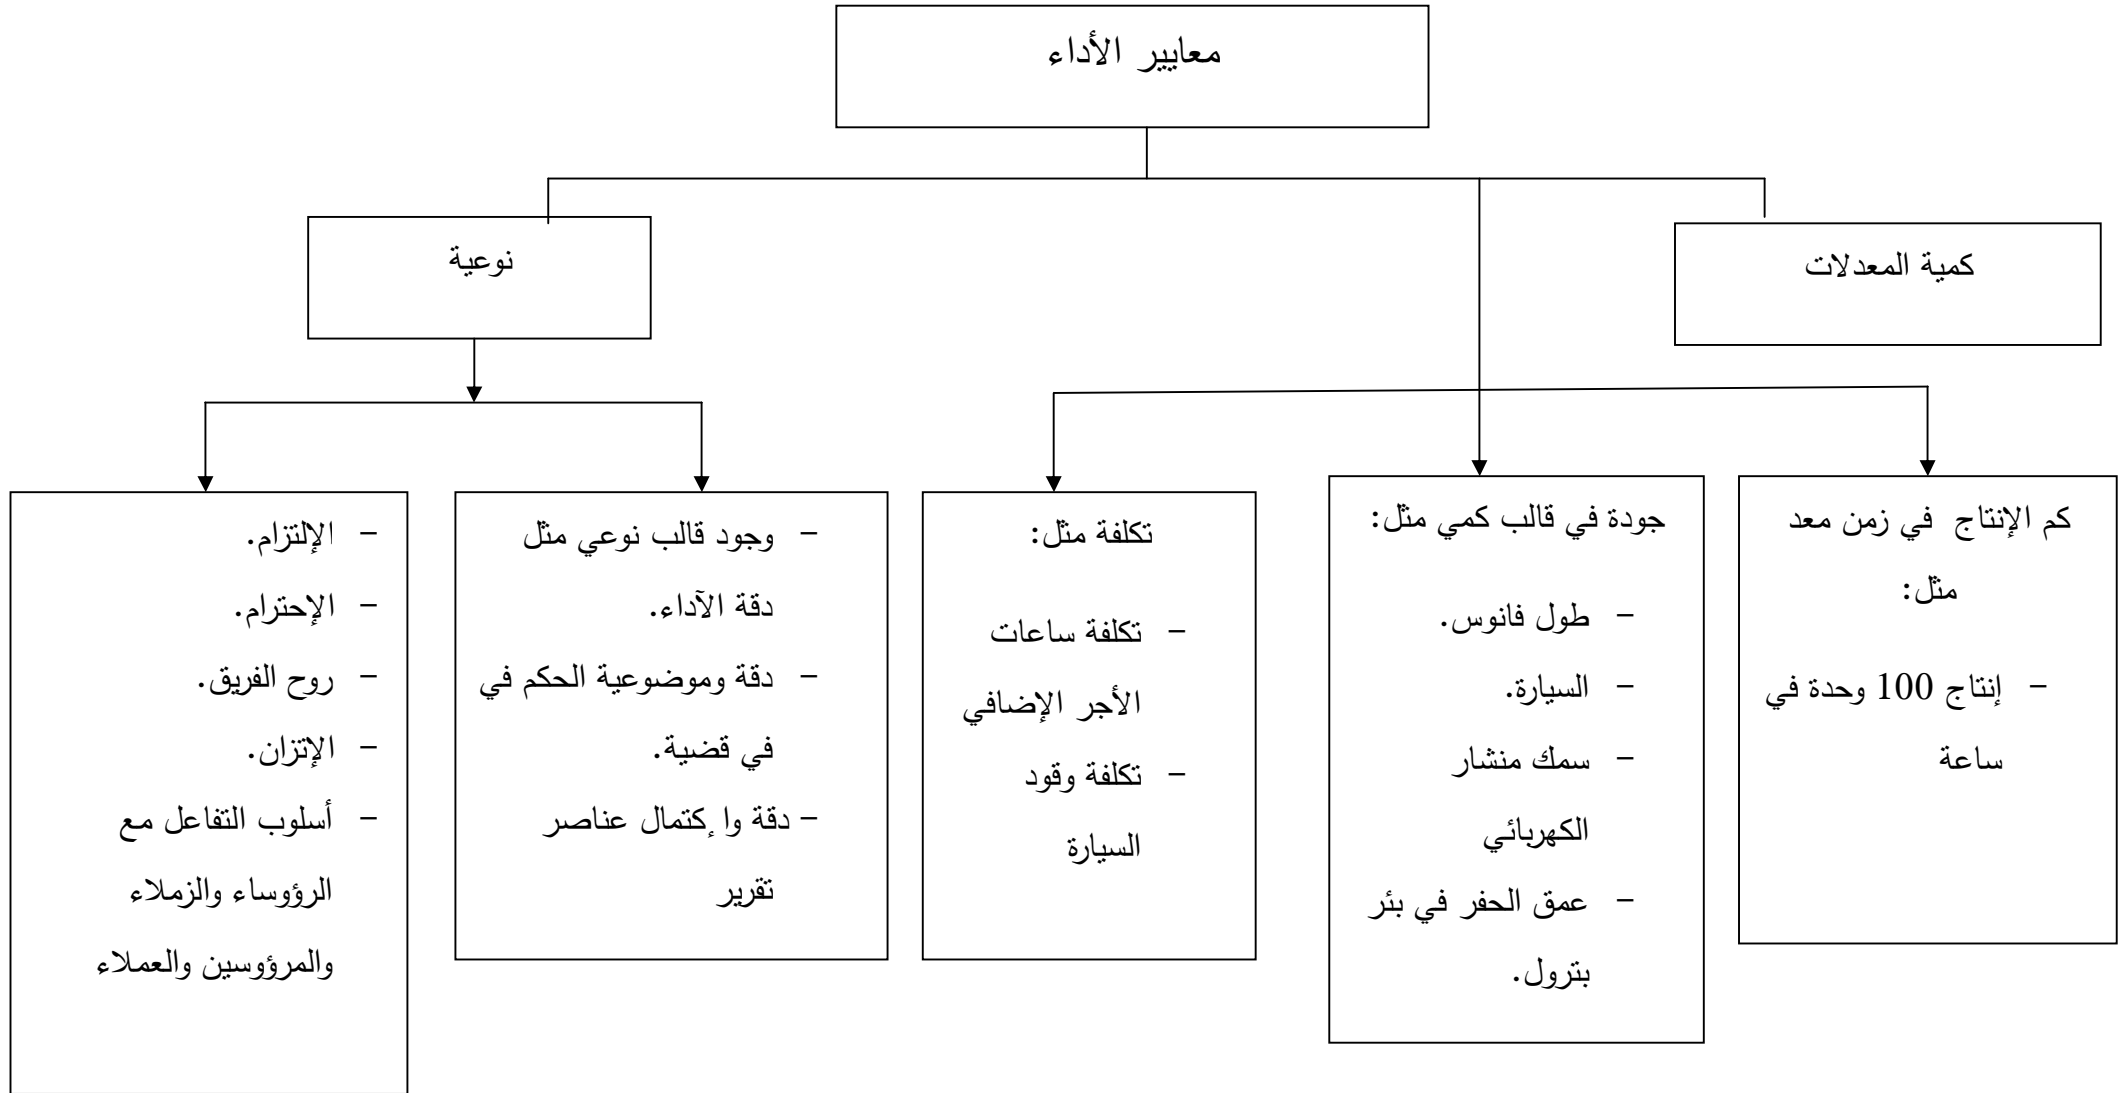 معايير الأداء
كمية المعدلات
نوعية
كم الإنتاج في زمن معد
مثل:
- إنتاج 100 وحدة في
ساعة
جودة في قالب كمي مثل:
- طول فانوس.
- السيارة.
- سمك منشار
الكهربائي
- عمق الحفر في بئر
بترول.
تكلفة مثل:
- تكلفة ساعات
الأجر الإضافي
- تكلفة وقود
السيارة
- وجود قالب نوعي مثل
دقة الآداء.
- دقة وموضوعية الحكم في
في قضية.
- دقة وإكتمال عناصر
تقرير
- الإلتزام.
- الإحترام.
- روح الفريق.
- الإتزان.
- أسلوب التفاعل مع
الرؤوساء والزملاء
والمرؤوسين والعملاء